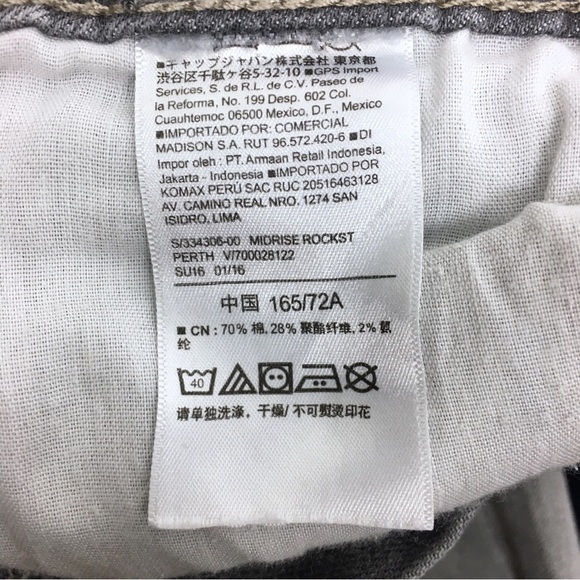 ■ギャップジャパン株式会社 東京都
渋谷区千駄ヶ谷5-32-10 ■GPS Import
Services, S. de R.L. de C.V. Paseo de
la Reforma, No. 199 Desp. 602 Col.
Cuauhtemoc 06500 Mexico, D.F., Mexico
■IMPORTADO POR: COMERCIAL
MADISON S.A. RUT 96.572.420-6 ■DI
Impor oleh : PT. Armaan Retail Indonesia,
Jakarta - Indonesia ■IMPORTADO POR
KOMAX PERÚ SAC RUC 20516463128
AV. CAMINO REAL NRO. 1274 SAN
ISIDRO, LIMA
S/334306-00 MIDRISE ROCKST
PERTH V/700028122
SU16 01/16
中国 165/72A
■ CN : 70% 棉, 28% 聚酯纤维, 2% 氨
纶
40
请单独洗涤, 干燥/ 不可熨烫印花